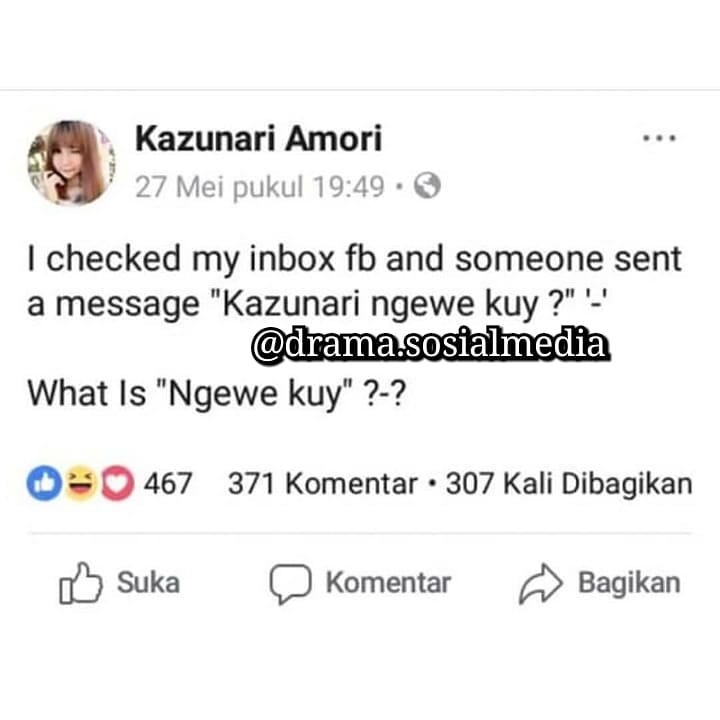 Kazunari Amori
27 Mei pukul 19:49 •
I checked my inbox fb and someone sent
a message "Kazunari ngewe kuy ?" '-'
@drama.sosialmedia
What Is "Ngewe kuy" ?-?
467 371 Komentar • 307 Kali Dibagikan
Suka Komentar Bagikan